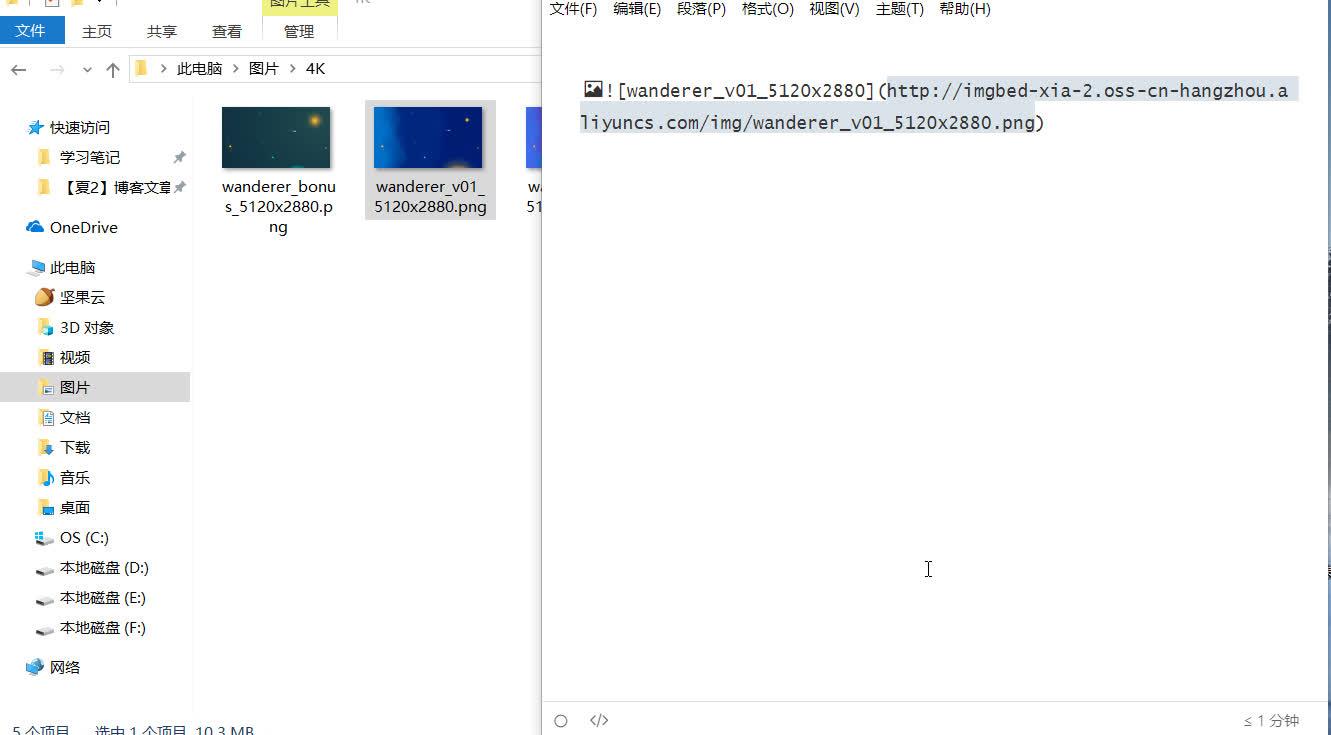 图片工具
文件 主页 共享 查看 管理
此电脑 图片 4K
快速访问
学习笔记
【夏2】博客文章
OneDrive
此电脑
坚果云
3D 对象
视频
图片
文档
下载
音乐
桌面
OS (C:)
本地磁盘 (D:)
本地磁盘 (E:)
本地磁盘 (F:)
网络
wanderer_bonu
s_5120x2880.p
ng
wanderer_v01_
5120x2880.png
5 个项目 选中 1 个项目 10.3 MB
文件(F) 编辑(E) 段落(P) 格式(O) 视图(V) 主题(T) 帮助(H)
![wanderer_v01_5120x2880](http://imgbed-xia-2.oss-cn-hangzhou.a
liyuncs.com/img/wanderer_v01_5120x2880.png)
</>
≤ 1 分钟